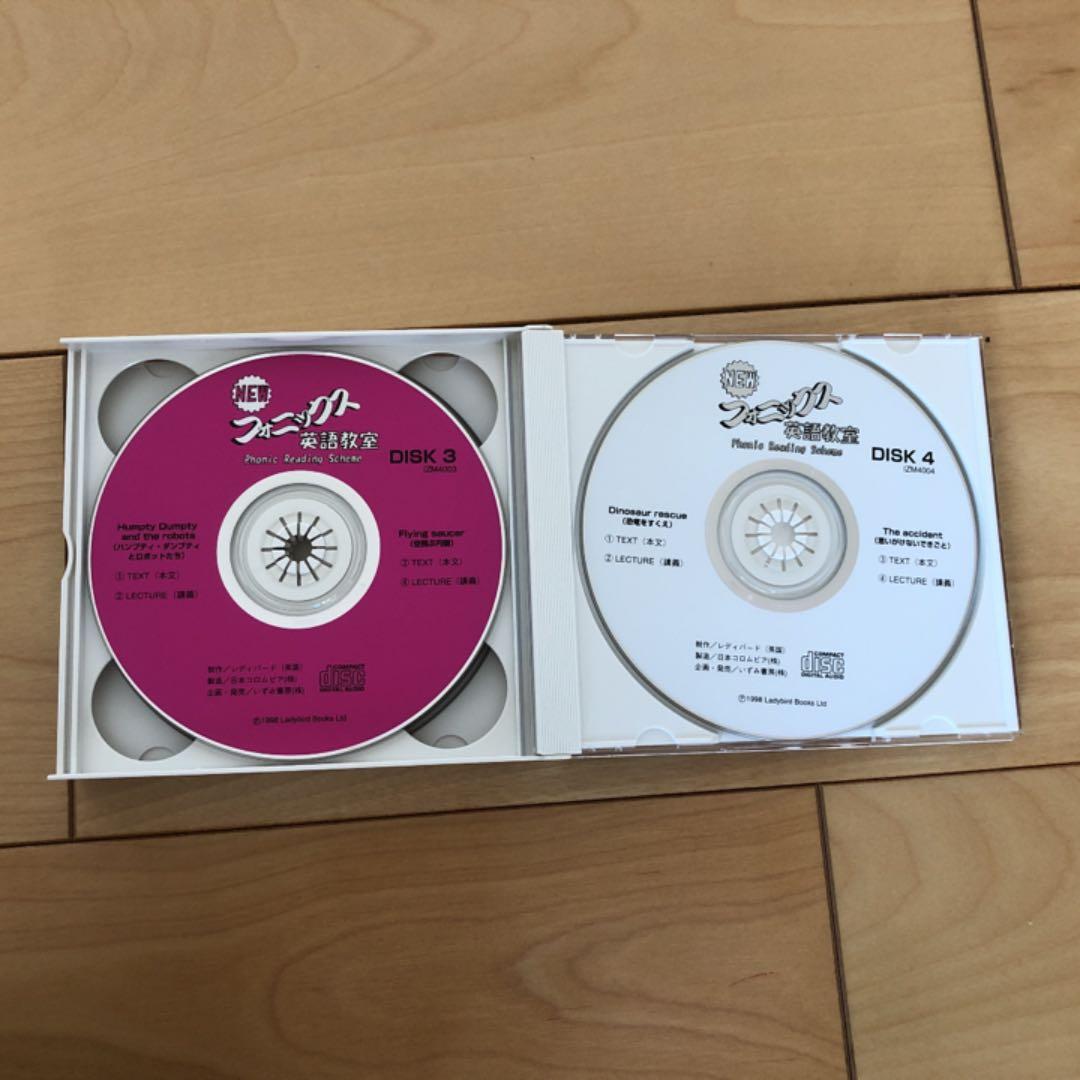 NEW
フォニックス
英語教室
Phonic Reading Scheme
DISK 3
IZM4003
Humpty Dumpty
and the robots
(ハンプティ・ダンプティ
とロボットたち)
① TEXT (本文)
② LECTURE (講義)
Flying saucer
(空飛ぶ円盤)
③ TEXT (本文)
④ LECTURE (講義)
制作/レディバード (英国)
製造/日本コロムビア(株)
企画・発売/いずみ書房(株)
COMPACT
disc
DIGITAL AUDIO
Ⓟ1998 Ladybird Books Ltd
NEW
フォニックス
英語教室
Phonic Reading Scheme
DISK 4
IZM4004
Dinosaur rescue
(恐竜をすくえ)
① TEXT (本文)
② LECTURE (講義)
The accident
(思いがけないできごと)
③ TEXT (本文)
④ LECTURE (講義)
制作/レディバード (英国)
製造/日本コロムビア(株)
企画・発売/いずみ書房(株)
COMPACT
disc
DIGITAL AUDIO
Ⓟ1998 Ladybird Books Ltd